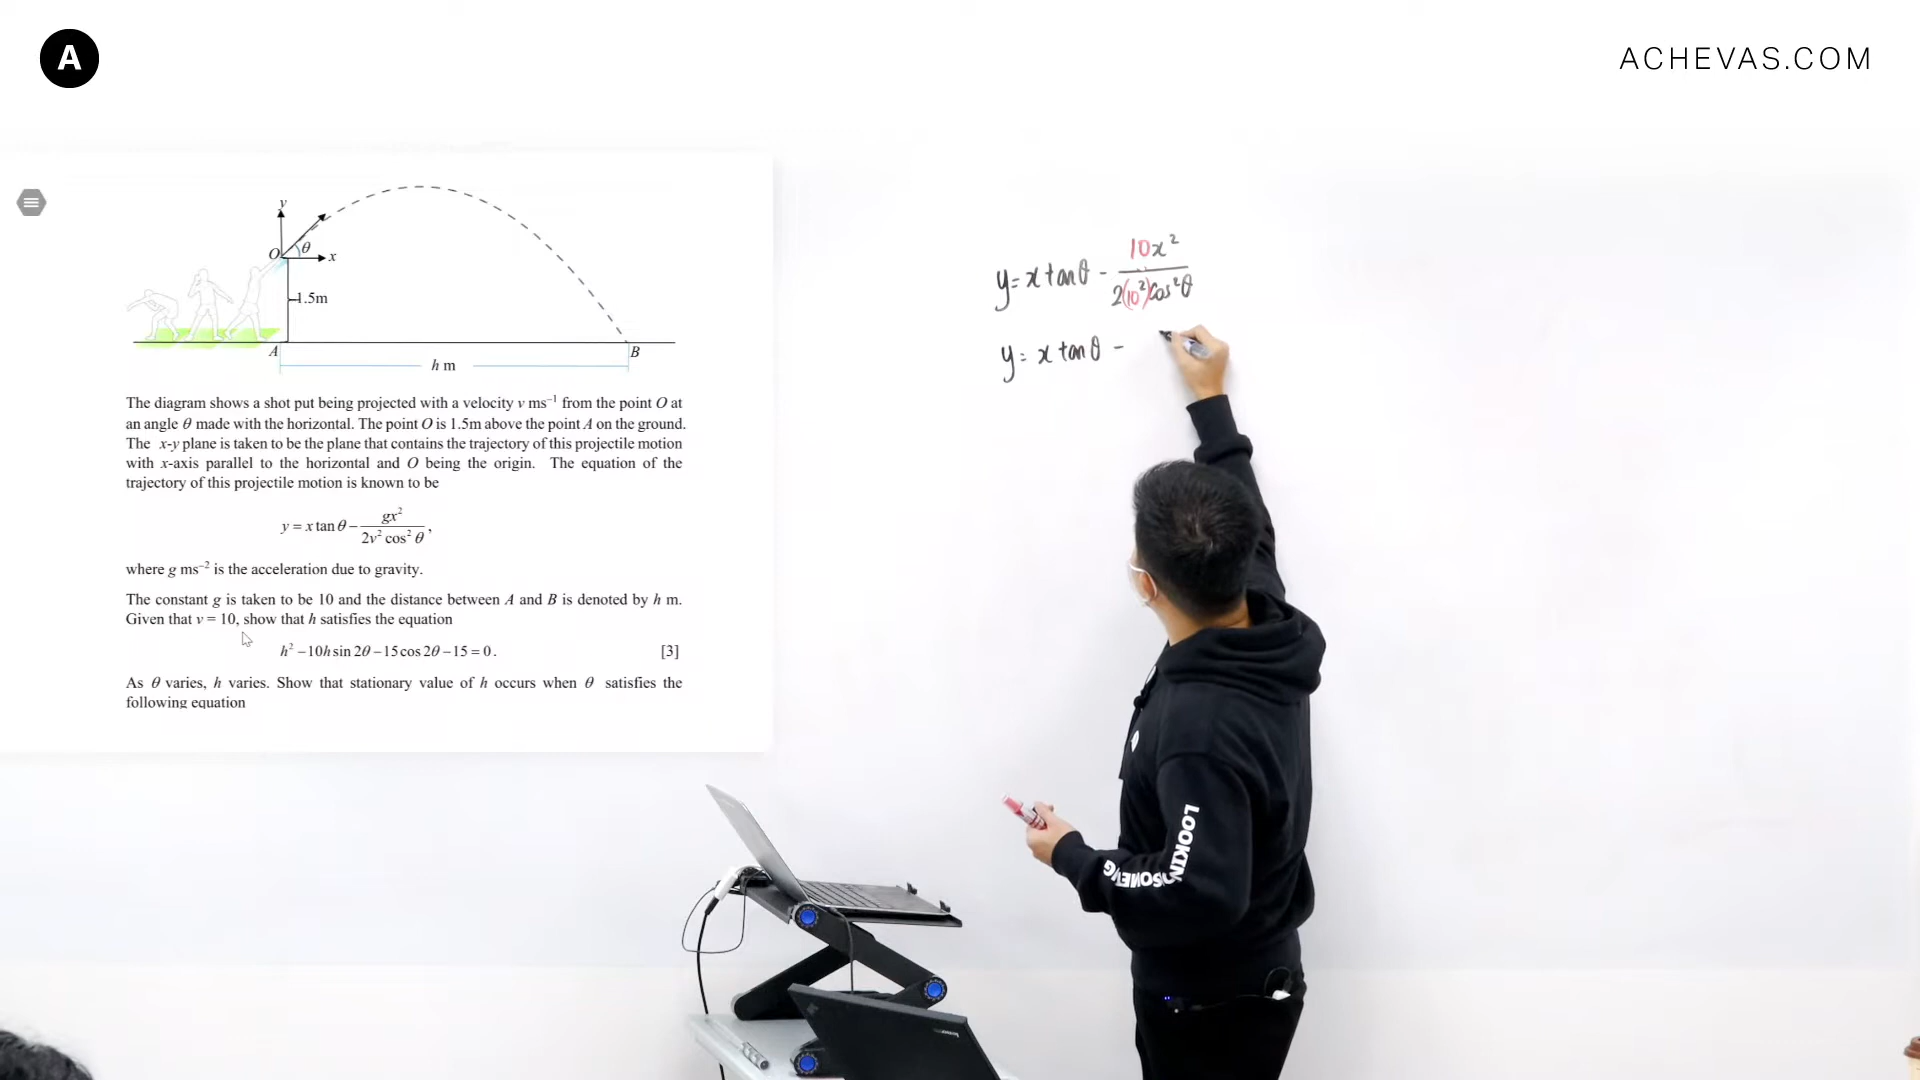 A
ACHEVAS.COM
y
O
θ
x
1.5m
A
B
h m
The diagram shows a shot put being projected with a velocity v ms⁻¹ from the point O at
an angle θ made with the horizontal. The point O is 1.5m above the point A on the ground.
The x-y plane is taken to be the plane that contains the trajectory of this projectile motion
with x-axis parallel to the horizontal and O being the origin. The equation of the
trajectory of this projectile motion is known to be
y = x tan θ − gx² / 2v² cos² θ ,
where g ms⁻² is the acceleration due to gravity.
The constant g is taken to be 10 and the distance between A and B is denoted by h m.
Given that v = 10, show that h satisfies the equation
h² − 10h sin 2θ − 15 cos 2θ − 15 = 0. [3]
As θ varies, h varies. Show that stationary value of h occurs when θ satisfies the
following equation
y = x tan θ − 10x² / 2(10²)cos²θ
y = x tan θ −
LOOKIN